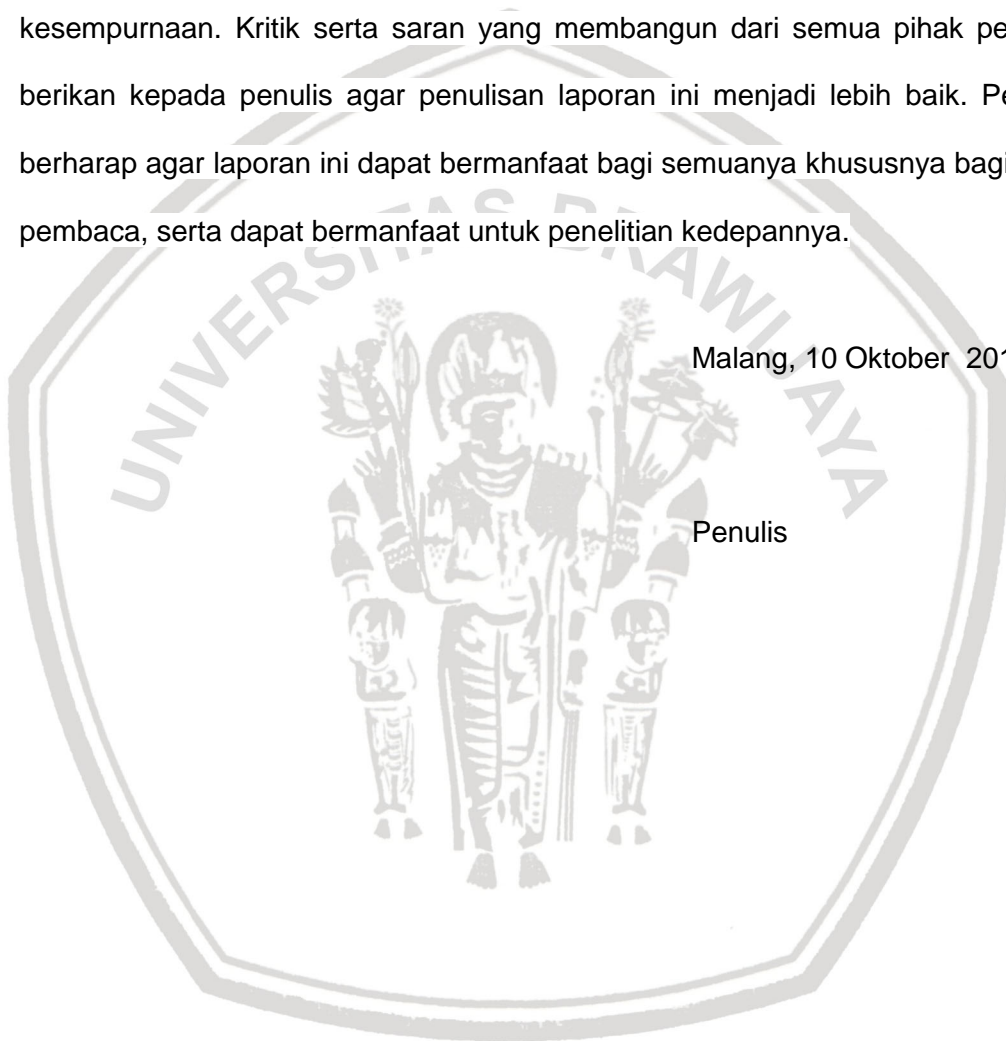 kesempurnaan. Kritik serta saran yang membangun dari semua pihak pe
berikan kepada penulis agar penulisan laporan ini menjadi lebih baik. Pe
berharap agar laporan ini dapat bermanfaat bagi semuanya khususnya bagi
pembaca, serta dapat bermanfaat untuk penelitian kedepannya.
UNIVERSITAS BRAWIJAYA
Malang, 10 Oktober 201
Penulis